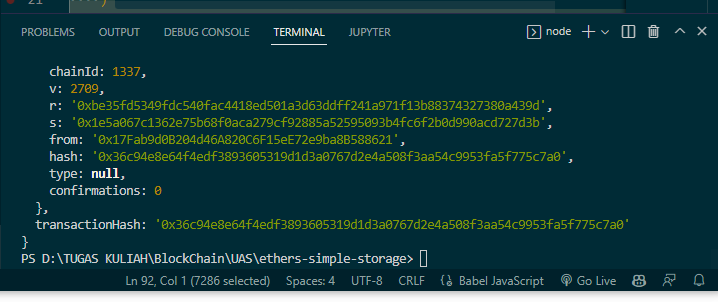 21 ····)
PROBLEMS OUTPUT DEBUG CONSOLE TERMINAL JUPYTER node
chainId: 1337,
v: 2709,
r: '0xbe35fd5349fdc540fac4418ed501a3d63ddff241a971f13b88374327380a439d',
s: '0x1e5a067c1362e75b68f0aca279cf92885a52595093b4fc6f2b0d990acd727d3b',
from: '0x17Fab9d0B204d46A820C6F15eE72e9ba8B588621',
hash: '0x36c94e8e64f4edf3893605319d1d3a0767d2e4a508f3aa54c9953fa5f775c7a0',
type: null,
confirmations: 0
},
transactionHash: '0x36c94e8e64f4edf3893605319d1d3a0767d2e4a508f3aa54c9953fa5f775c7a0'
}
PS D:\TUGAS KULIAH\BlockChain\UAS\ethers-simple-storage>
Ln 92, Col 1 (7286 selected) Spaces: 4 UTF-8 CRLF {} Babel JavaScript Go Live